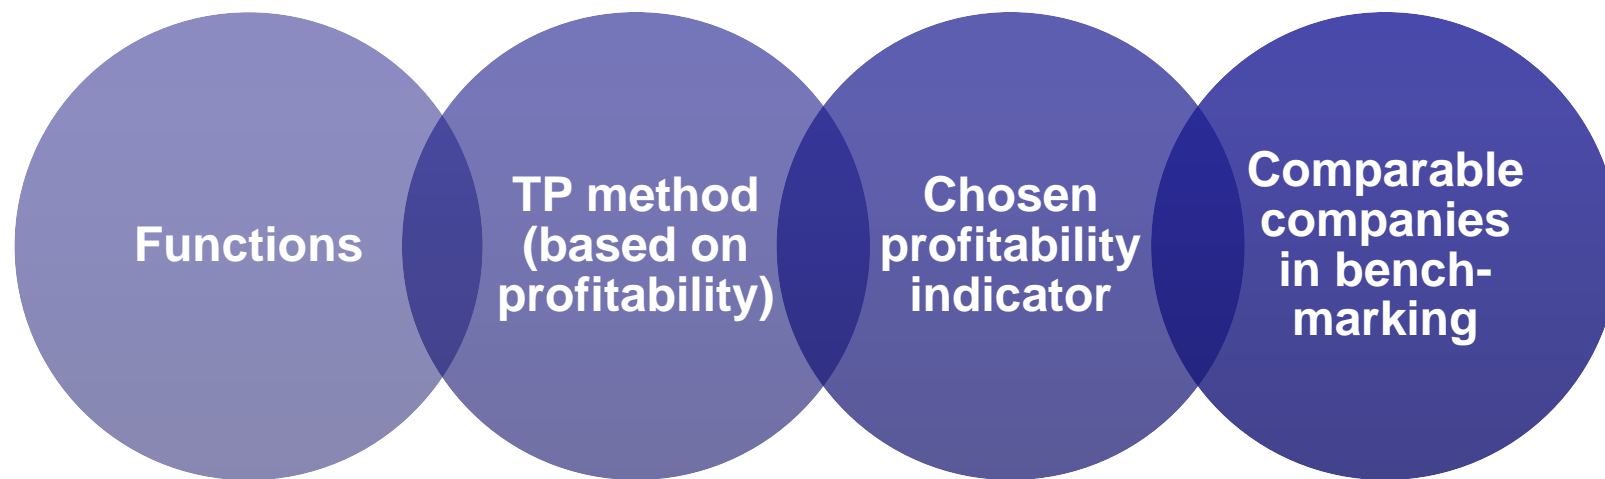 Functions
TP method
(based on
profitability)
Chosen
profitability
indicator
Comparable
companies
in bench-
marking